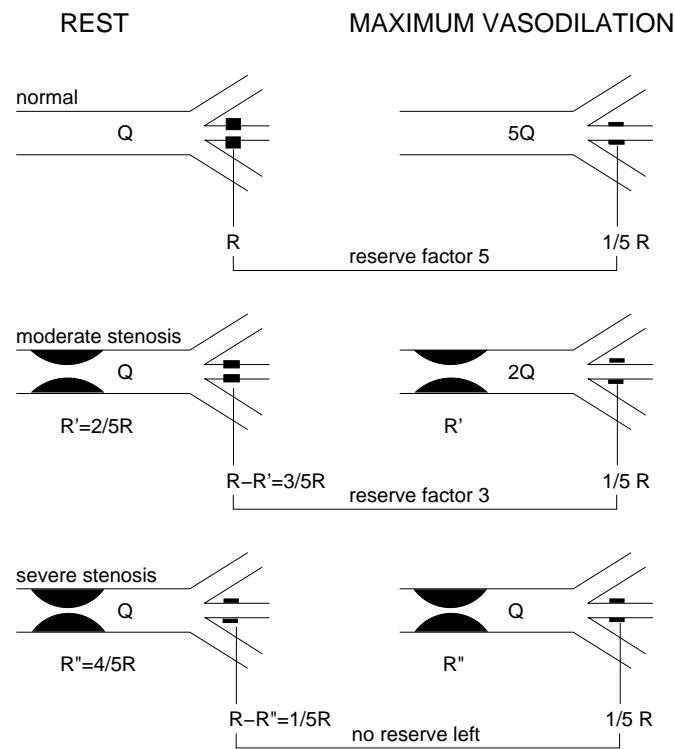 REST MAXIMUM VASODILATION
normal
Q 5Q
R 1/5 R
reserve factor 5
moderate stenosis
Q 2Q
R'=2/5R R'
R−R'=3/5R 1/5 R
reserve factor 3
severe stenosis
Q Q
R"=4/5R R"
R−R"=1/5R 1/5 R
no reserve left